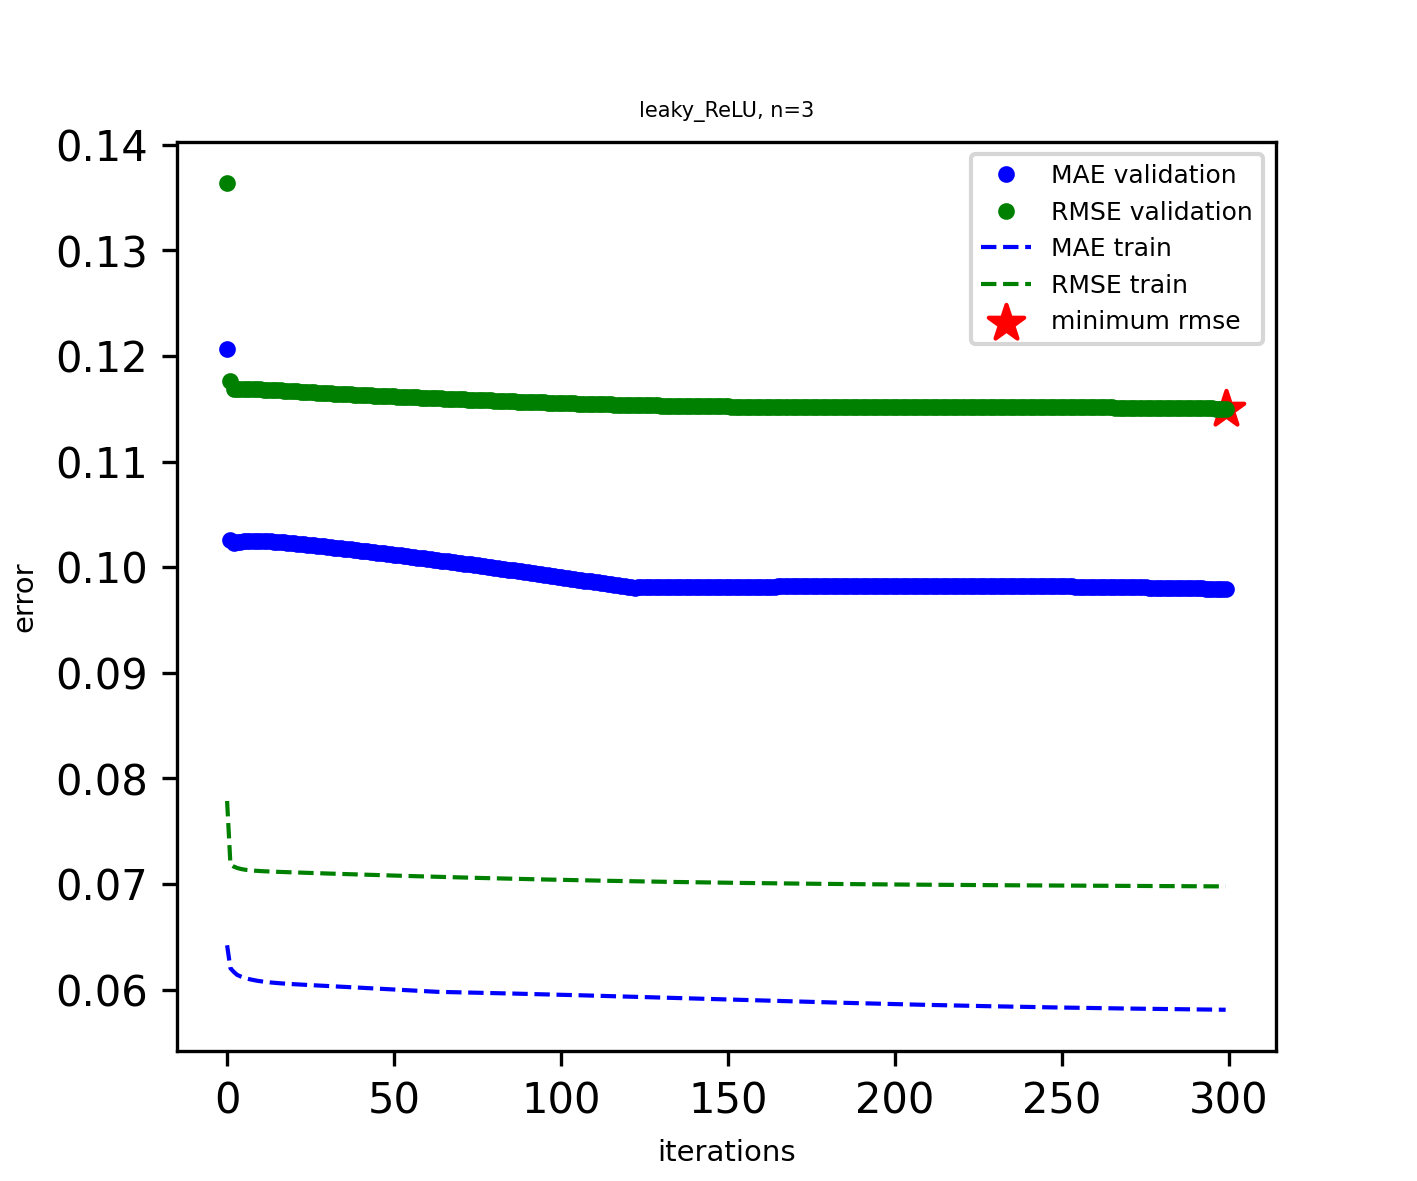 leaky_ReLU, n=3
0.14
0.13
0.12
0.11
0.10
0.09
0.08
0.07
0.06
error
MAE validation
RMSE validation
MAE train
RMSE train
minimum rmse
0 50 100 150 200 250 300
iterations